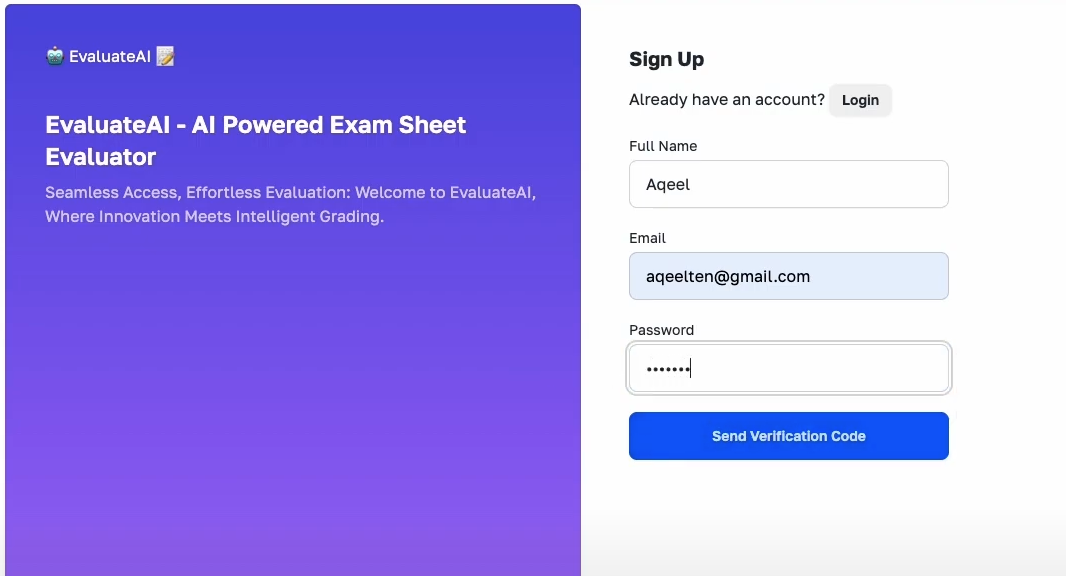 🤖 EvaluateAI 📝
EvaluateAI - AI Powered Exam Sheet
Evaluator
Seamless Access, Effortless Evaluation: Welcome to EvaluateAI,
Where Innovation Meets Intelligent Grading.
Sign Up
Already have an account? Login
Full Name
Aqeel
Email
aqeelten@gmail.com
Password
•••••••
Send Verification Code